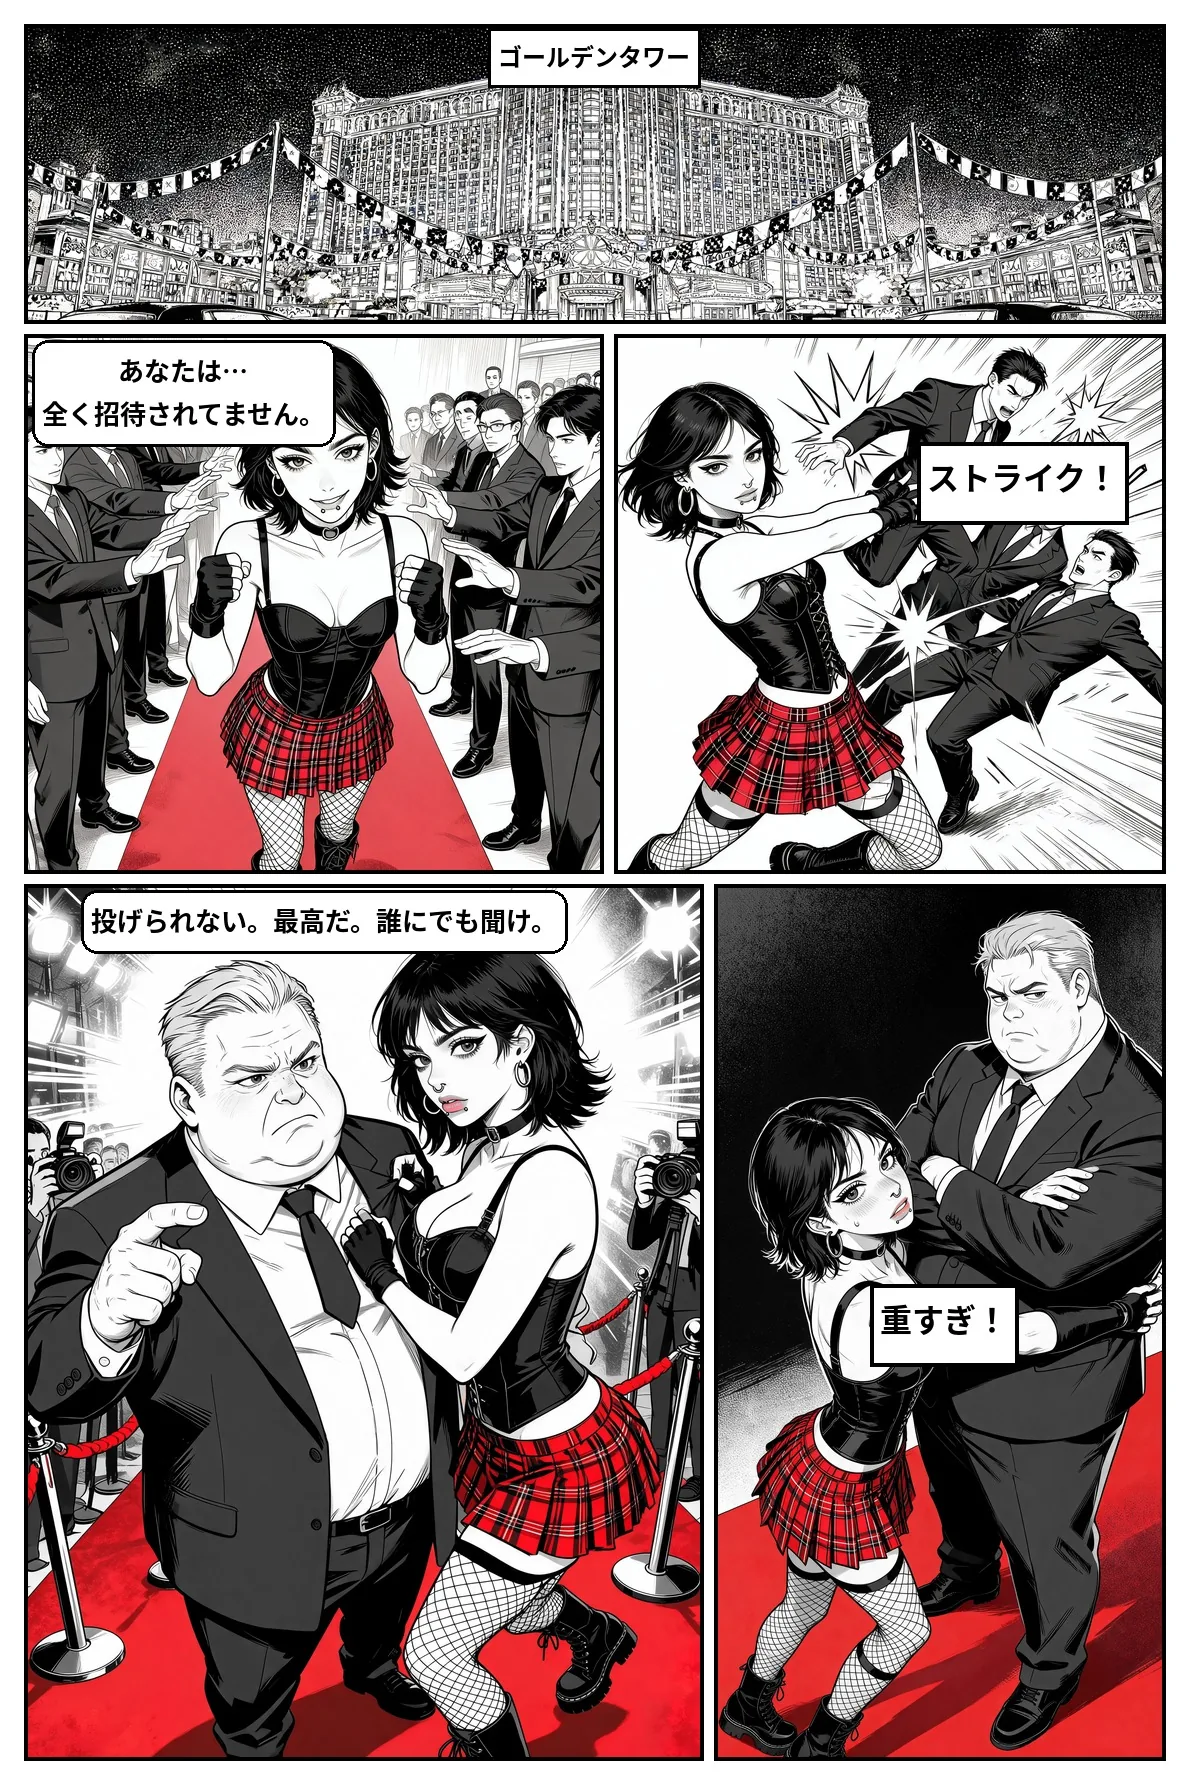 ゴールデンタワー
あなたは…
全く招待されてません。
ストライク！
投げられない。最高だ。誰にでも聞け。
重すぎ！